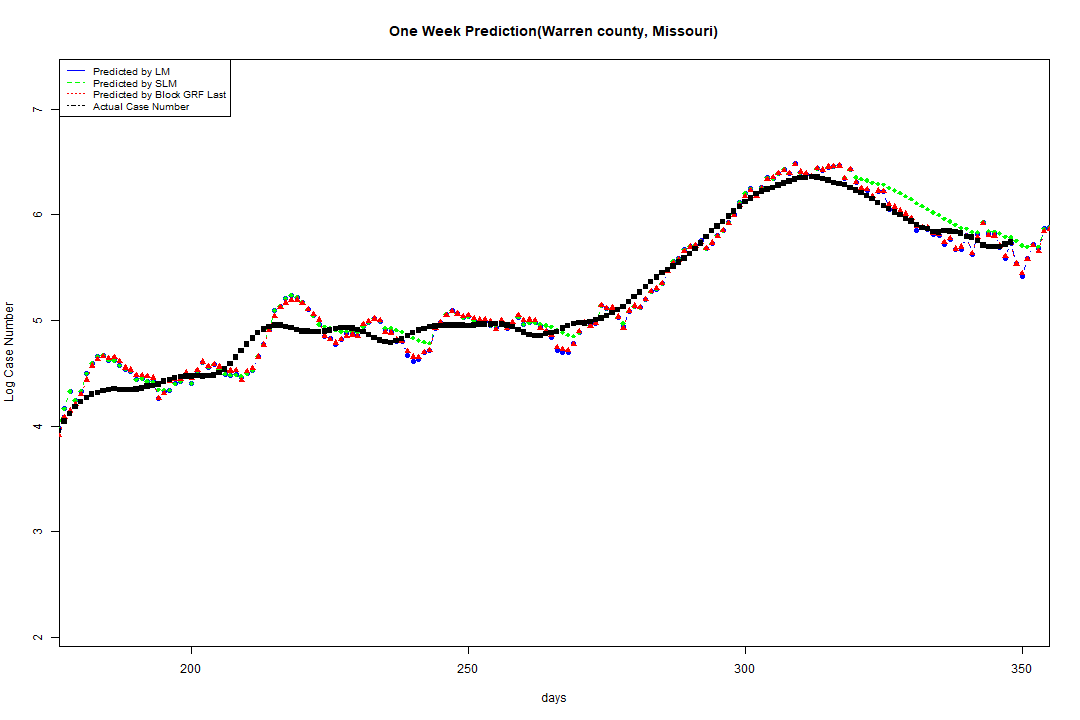 One Week Prediction(Warren county, Missouri)
Predicted by LM
Predicted by SLM
Predicted by Block GRF Last
Actual Case Number
7
6
5
4
3
2
Log Case Number
200 250 300 350
days